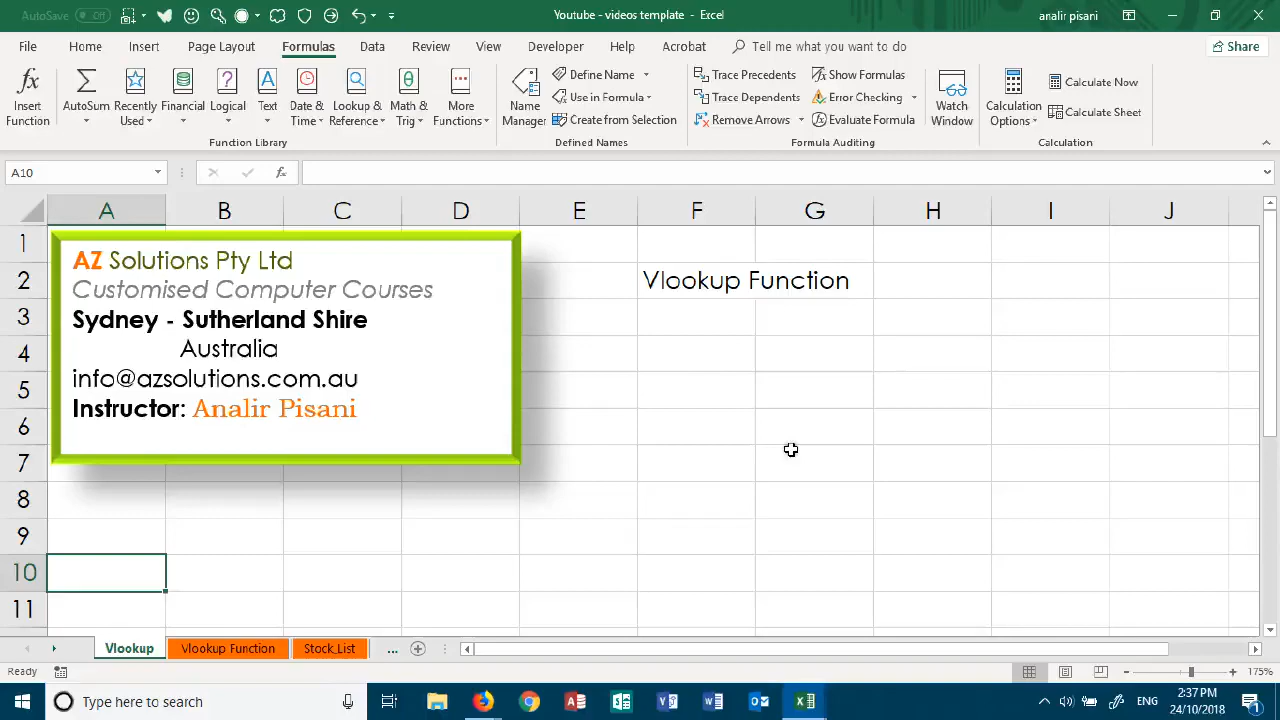 AutoSave Off
Youtube - videos template - Excel
analir pisani
File Home Insert Page Layout Formulas Data Review View Developer Help Acrobat Tell me what you want to do Share
Insert Function
AutoSum
Recently Used
Financial
Logical
Text
Date & Time
Lookup & Reference
Math & Trig
More Functions
Function Library
Name Manager
Define Name
Use in Formula
Create from Selection
Defined Names
Trace Precedents
Trace Dependents
Remove Arrows
Show Formulas
Error Checking
Evaluate Formula
Formula Auditing
Watch Window
Calculation Options
Calculate Now
Calculate Sheet
Calculation
A10
fx
A B C D E F G H I J
1
2
3
4
5
6
7
8
9
10
11
AZ Solutions Pty Ltd
Customised Computer Courses
Sydney - Sutherland Shire
Australia
info@azsolutions.com.au
Instructor: Analir Pisani
Vlookup Function
Vlookup Vlookup Function Stock_List ...
Ready
175%
Type here to search
ENG
2:37 PM
24/10/2018
1